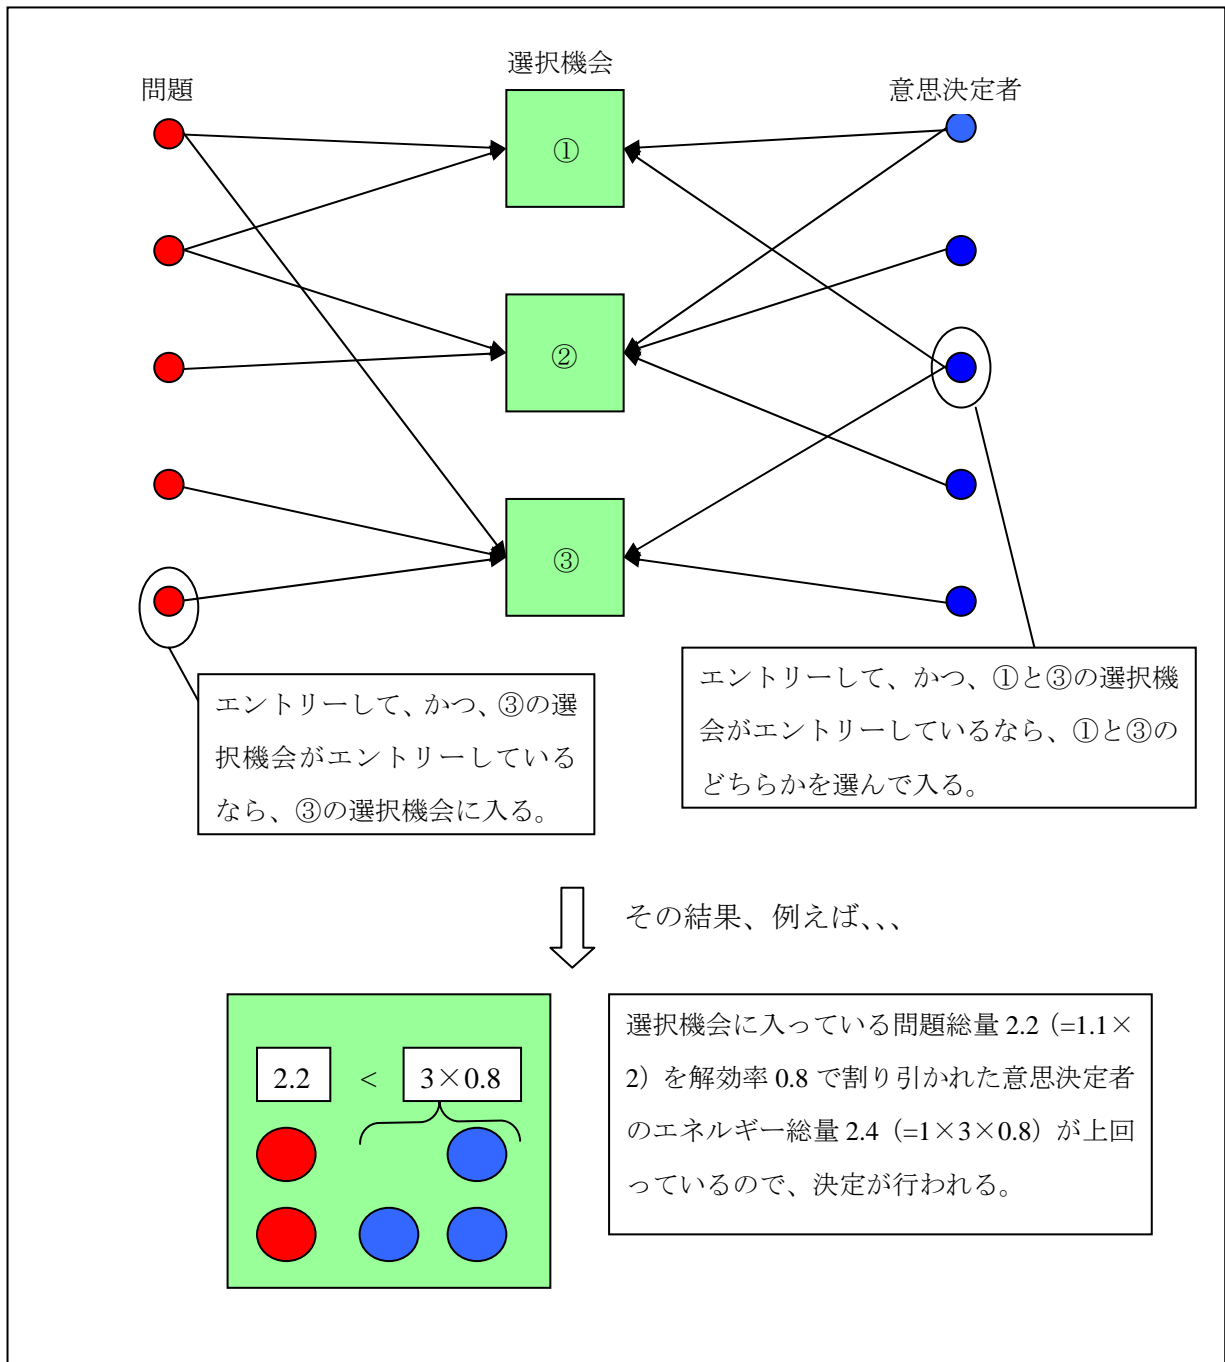 選択機会
問題
意思決定者
①
②
③
エントリーして、かつ、③の選
択機会がエントリーしている
なら、③の選択機会に入る。
エントリーして、かつ、①と③の選択機
会がエントリーしているなら、①と③の
どちらかを選んで入る。
その結果、例えば、、、
2.2 < 3×0.8
選択機会に入っている問題総量 2.2（=1.1×
2）を解効率 0.8 で割り引かれた意思決定者
のエネルギー総量 2.4（=1×3×0.8）が上回
っているので、決定が行われる。